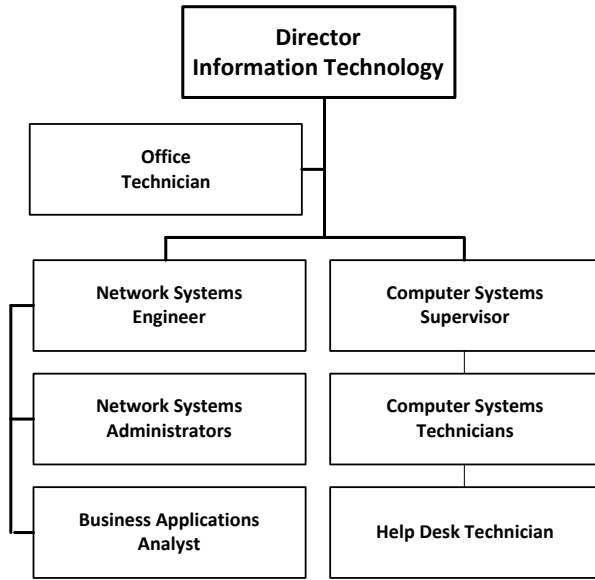 Director
Information Technology
Office
Technician
Network Systems
Engineer
Computer Systems
Supervisor
Network Systems
Administrators
Computer Systems
Technicians
Business Applications
Analyst
Help Desk Technician